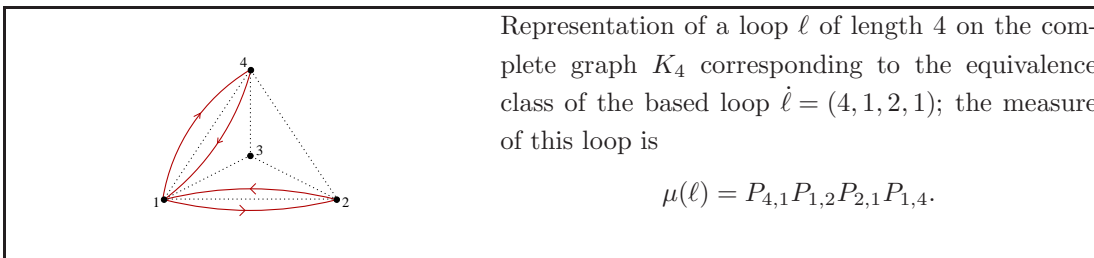 4
3
1
2
Representation of a loop ℓ of length 4 on the com-
plete graph K₄ corresponding to the equivalence
class of the based loop ℓ̇ = (4, 1, 2, 1); the measure
of this loop is
μ(ℓ) = P₄,₁P₁,₂P₂,₁P₁,₄.